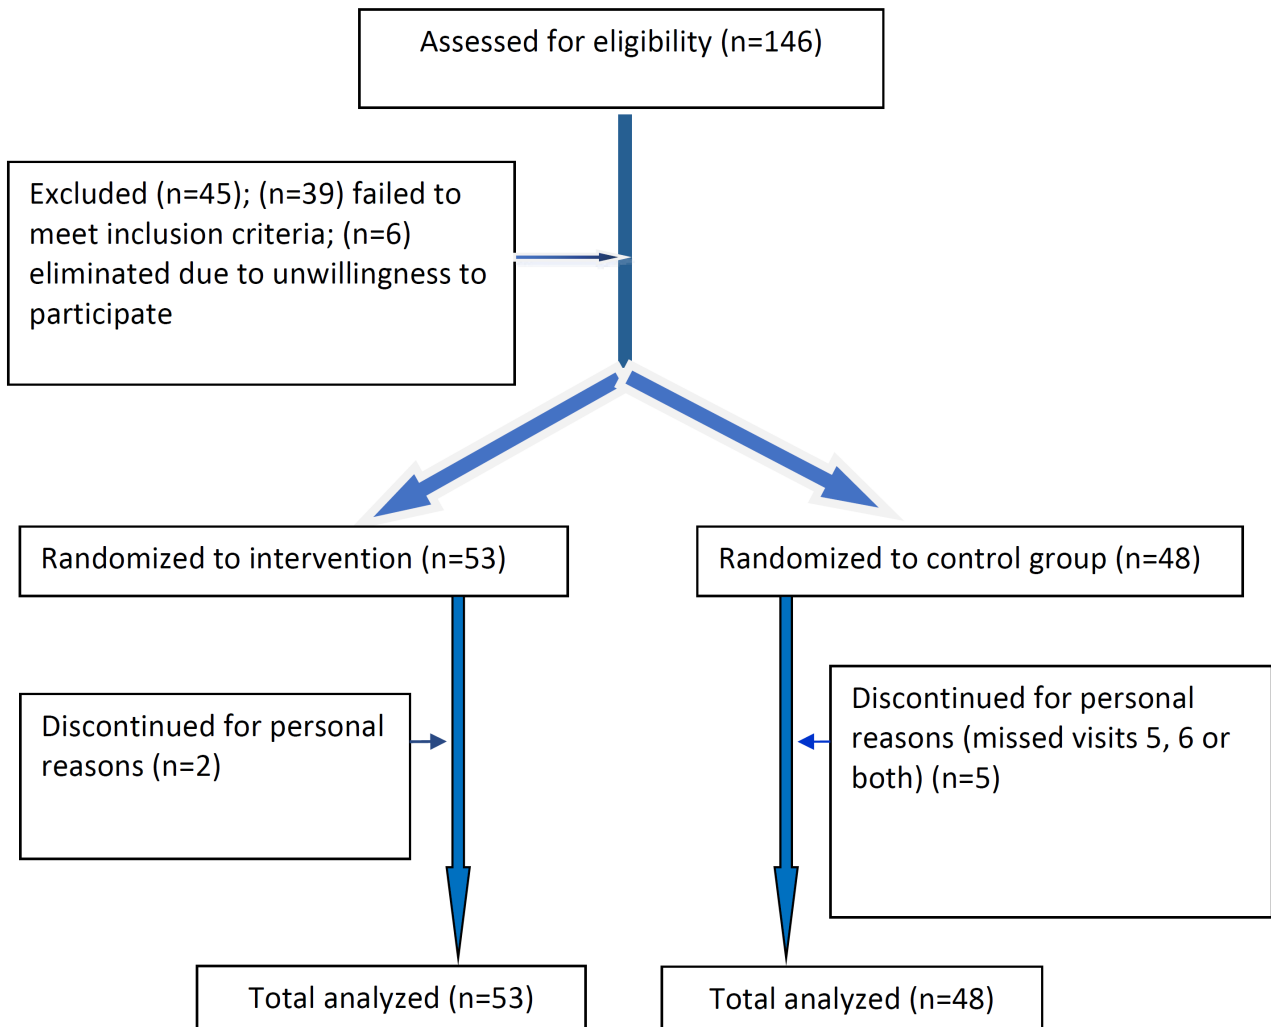 Assessed for eligibility (n=146)
Excluded (n=45); (n=39) failed to
meet inclusion criteria; (n=6)
eliminated due to unwillingness to
participate
Randomized to intervention (n=53)
Randomized to control group (n=48)
Discontinued for personal
reasons (n=2)
Discontinued for personal
reasons (missed visits 5, 6 or
both) (n=5)
Total analyzed (n=53)
Total analyzed (n=48)